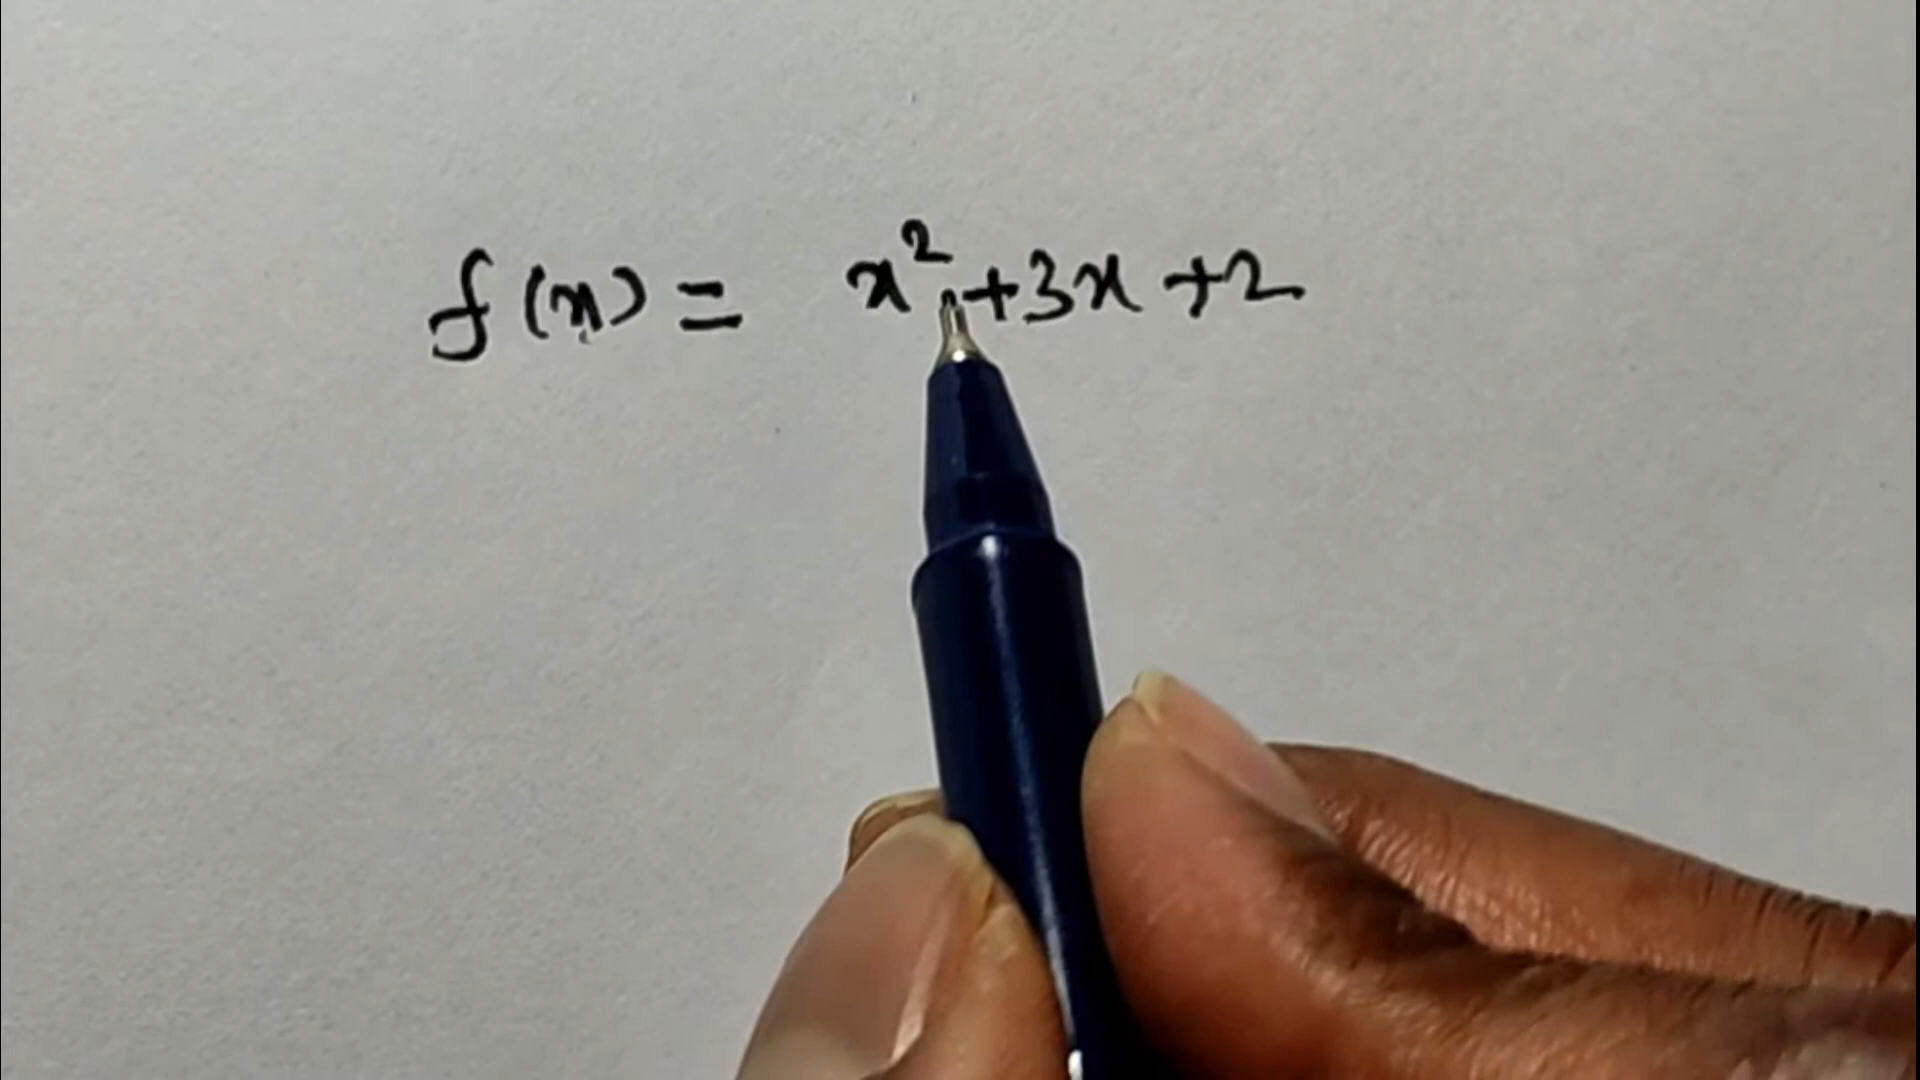 f(x) = x² + 3x + 2